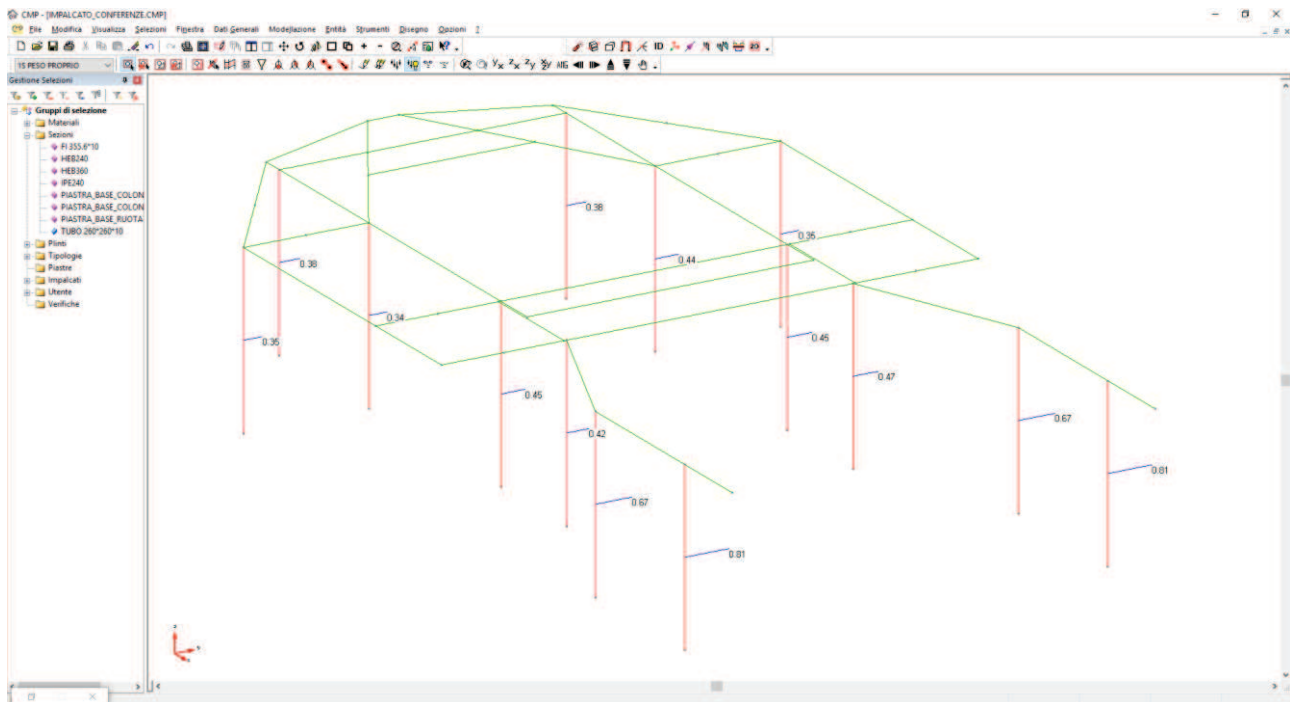 CMP - [IMPALCATO_CONFERENZE.CMP]
File Modifica Visualizza Selezioni Finestra Dati Generali Modellazione Entità Strumenti Disegno Opzioni ?
ID
1S PESO PROPRIO
Gestione Selezioni
Gruppi di selezione
Materiali
Sezioni
FI 355.6*10
HEB240
HEB360
IPE240
PIASTRA_BASE_COLON
PIASTRA_BASE_COLON
PIASTRA_BASE_RUOTA
TUBO 260*260*10
Plinti
Tipologie
Piastre
Impalcati
Utente
Verifiche
0.38
0.36
0.44
0.38
0.34
0.45
0.35
0.47
0.45
0.67
0.42
0.81
0.67
0.81